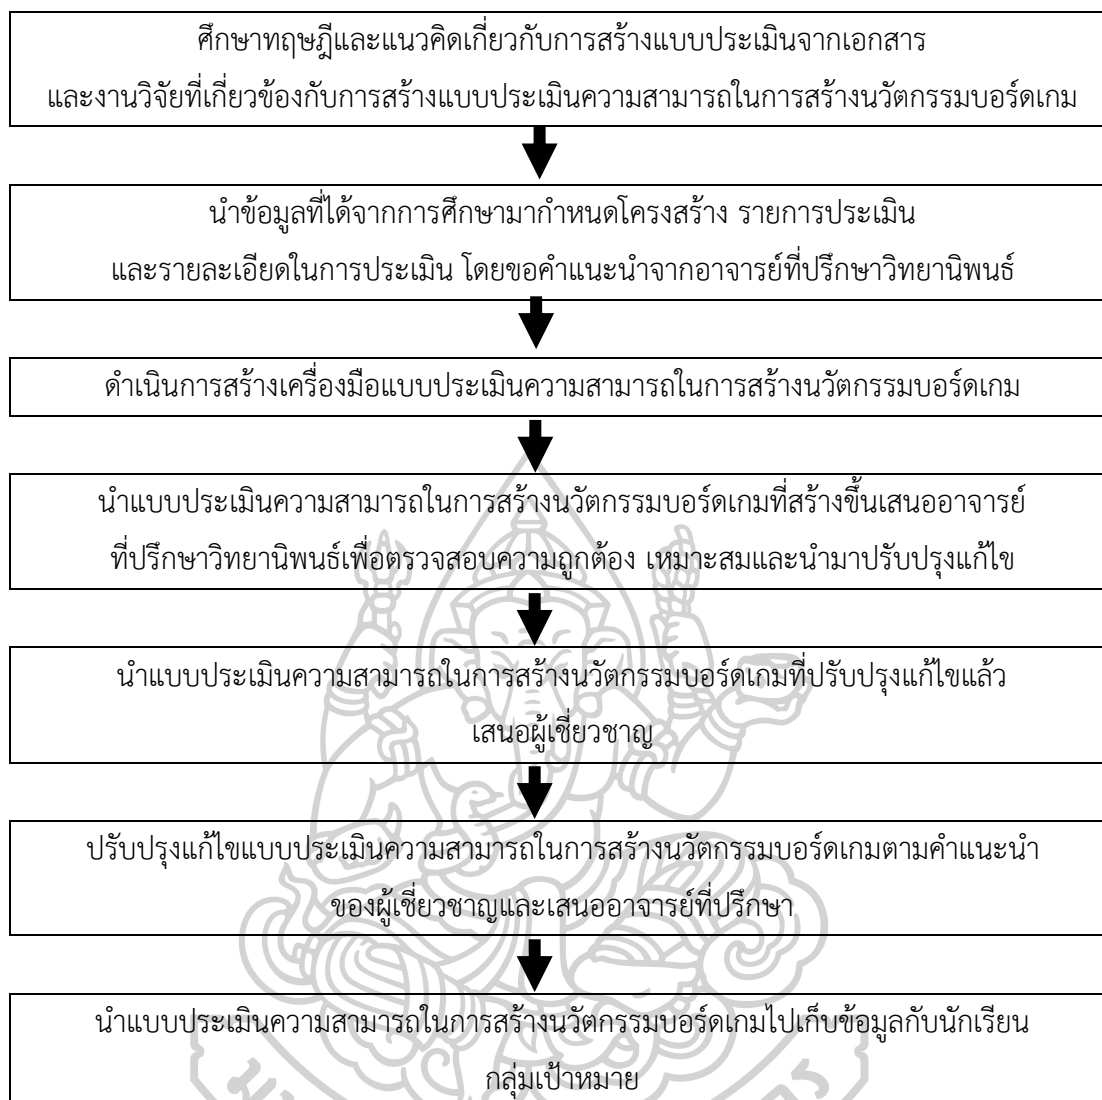 ศึกษาทฤษฎีและแนวคิดเกี่ยวกับการสร้างแบบประเมินจากเอกสาร
และงานวิจัยที่เกี่ยวข้องกับการสร้างแบบประเมินความสามารถในการสร้างนวัตกรรมบอร์ดเกม
นำข้อมูลที่ได้จากการศึกษามากำหนดโครงสร้าง รายการประเมิน
และรายละเอียดในการประเมิน โดยขอคำแนะนำจากอาจารย์ที่ปรึกษาวิทยานิพนธ์
ดำเนินการสร้างเครื่องมือแบบประเมินความสามารถในการสร้างนวัตกรรมบอร์ดเกม
นำแบบประเมินความสามารถในการสร้างนวัตกรรมบอร์ดเกมที่สร้างขึ้นเสนออาจารย์
ที่ปรึกษาวิทยานิพนธ์เพื่อตรวจสอบความถูกต้อง เหมาะสมและนำมาปรับปรุงแก้ไข
นำแบบประเมินความสามารถในการสร้างนวัตกรรมบอร์ดเกมที่ปรับปรุงแก้ไขแล้ว
เสนอผู้เชี่ยวชาญ
ปรับปรุงแก้ไขแบบประเมินความสามารถในการสร้างนวัตกรรมบอร์ดเกมตามคำแนะนำ
ของผู้เชี่ยวชาญและเสนออาจารย์ที่ปรึกษา
นำแบบประเมินความสามารถในการสร้างนวัตกรรมบอร์ดเกมไปเก็บข้อมูลกับนักเรียน
กลุ่มเป้าหมาย